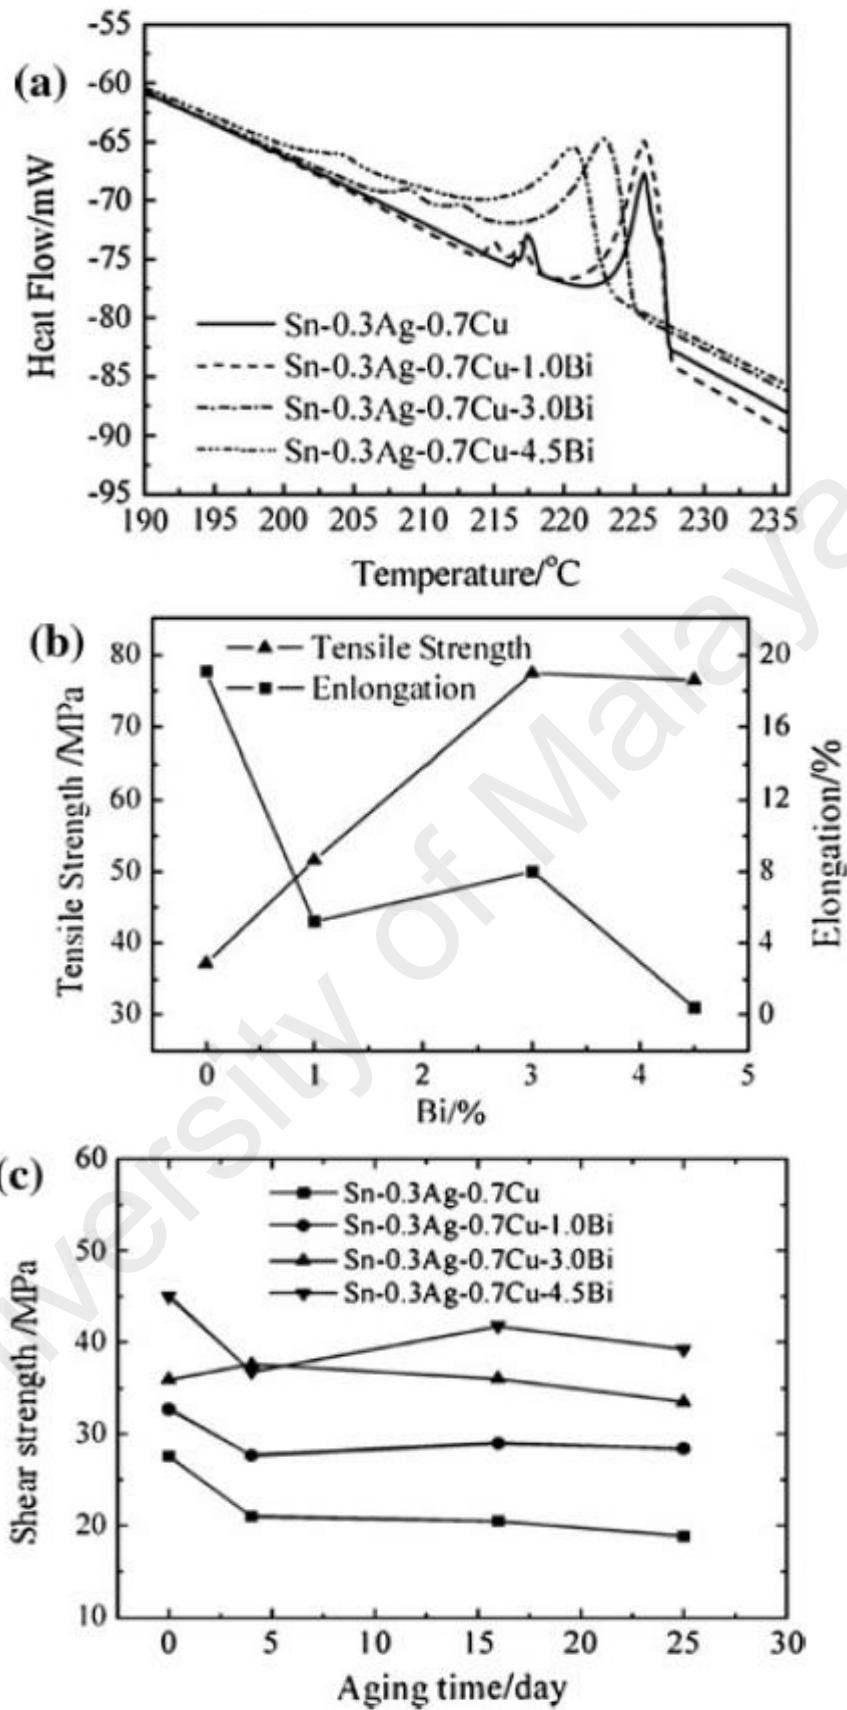 (a)
-55
-60
-65
-70
-75
-80
-85
-90
-95
Heat Flow/mW
Sn-0.3Ag-0.7Cu
Sn-0.3Ag-0.7Cu-1.0Bi
Sn-0.3Ag-0.7Cu-3.0Bi
Sn-0.3Ag-0.7Cu-4.5Bi
190 195 200 205 210 215 220 225 230 235
Temperature/°C
(b)
80
70
60
50
40
30
Tensile Strength /MPa
Tensile Strength
Enlongation
20
16
12
8
4
0
Elongation/%
0 1 2 3 4 5
Bi/%
(c)
60
50
40
30
20
10
Shear strength /MPa
Sn-0.3Ag-0.7Cu
Sn-0.3Ag-0.7Cu-1.0Bi
Sn-0.3Ag-0.7Cu-3.0Bi
Sn-0.3Ag-0.7Cu-4.5Bi
0 5 10 15 20 25 30
Aging time/day
University of Malaya